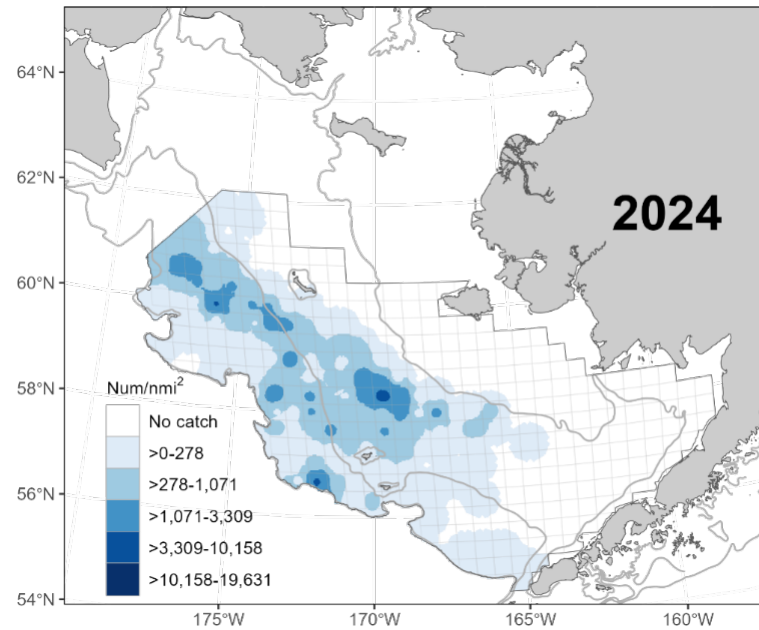 64°N
62°N
2024
60°N
58°N
Num/nmi²
No catch
>0-278
>278-1,071
56°N
>1,071-3,309
>3,309-10,158
>10,158-19,631
54°N
175°W 170°W 165°W 160°W